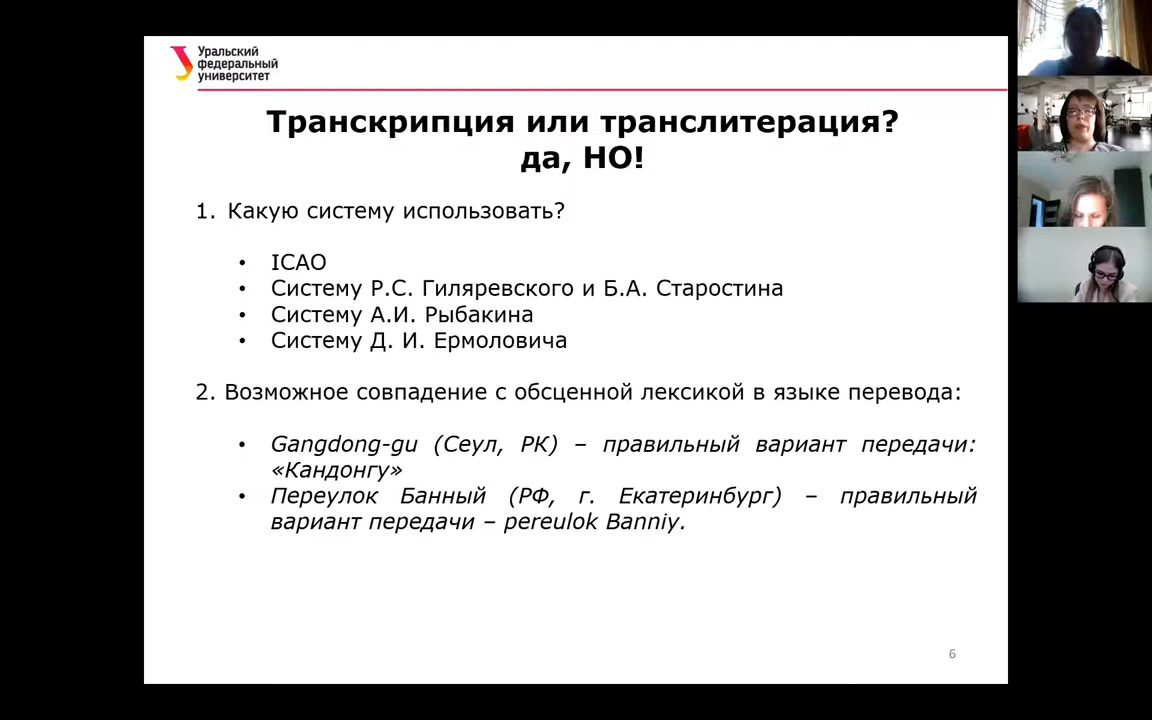 Уральский
федеральный
университет
Транскрипция или транслитерация?
да, НО!
1. Какую систему использовать?
• ICAO
• Систему Р.С. Гиляревского и Б.А. Старостина
• Систему А.И. Рыбакина
• Систему Д. И. Ермоловича
2. Возможное совпадение с обсценной лексикой в языке перевода:
• Gangdong-gu (Сеул, РК) – правильный вариант передачи:
«Кандонгу»
• Переулок Банный (РФ, г. Екатеринбург) – правильный
вариант передачи – pereulok Banniy.
6